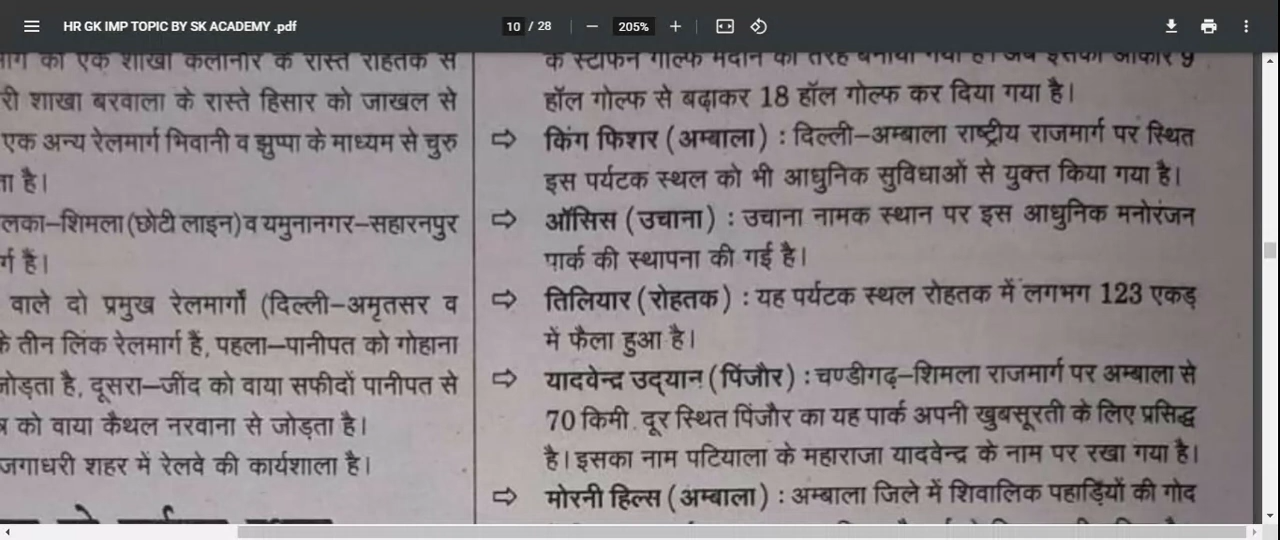 HR GK IMP TOPIC BY SK ACADEMY .pdf
10 / 28
205%
री शाखा बरवाला के रास्ते हिसार को जाखल से
एक अन्य रेलमार्ग भिवानी व झुप्पा के माध्यम से चुरु
ता है।
लका–शिमला (छोटी लाइन) व यमुनानगर–सहारनपुर
र्ग हैं।
वाले दो प्रमुख रेलमार्गों (दिल्ली–अमृतसर व
के तीन लिंक रेलमार्ग हैं, पहला–पानीपत को गोहाना
जोड़ता है, दूसरा–जींद को वाया सफीदों पानीपत से
को वाया कैथल नरवाना से जोड़ता है।
जगाधरी शहर में रेलवे की कार्यशाला है।
हॉल गोल्फ से बढ़ाकर 18 हॉल गोल्फ कर दिया गया है।
⇨ किंग फिशर (अम्बाला) : दिल्ली–अम्बाला राष्ट्रीय राजमार्ग पर स्थित
इस पर्यटक स्थल को भी आधुनिक सुविधाओं से युक्त किया गया है।
⇨ ऑसिस (उचाना) : उचाना नामक स्थान पर इस आधुनिक मनोरंजन
पार्क की स्थापना की गई है।
⇨ तिलियार (रोहतक) : यह पर्यटक स्थल रोहतक में लगभग 123 एकड़
में फैला हुआ है।
⇨ यादवेन्द्र उद्यान (पिंजौर) : चण्डीगढ़–शिमला राजमार्ग पर अम्बाला से
70 किमी. दूर स्थित पिंजौर का यह पार्क अपनी खुबसूरती के लिए प्रसिद्ध
है। इसका नाम पटियाला के महाराजा यादवेन्द्र के नाम पर रखा गया है।
⇨ मोरनी हिल्स (अम्बाला) : अम्बाला जिले में शिवालिक पहाड़ियों की गोद